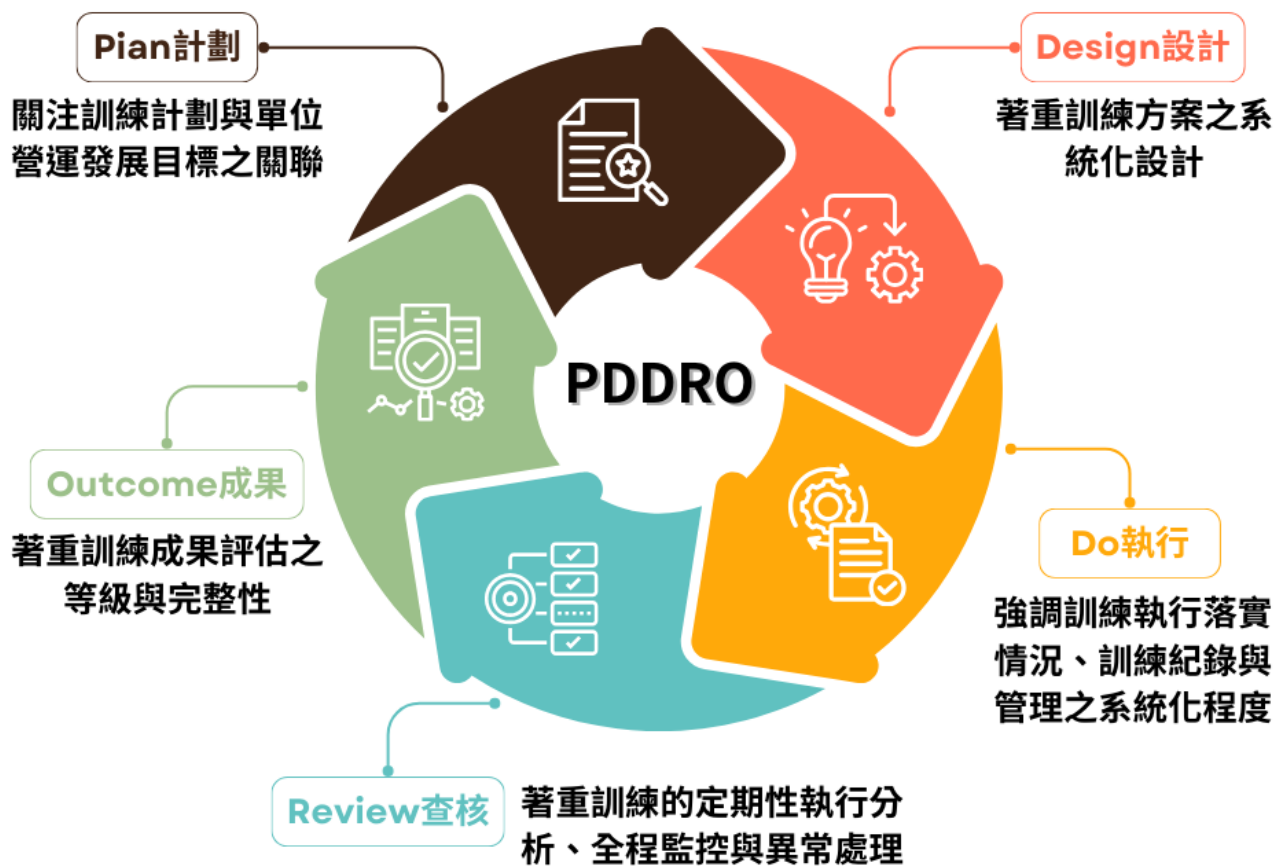 Pian計劃
關注訓練計劃與單位
營運發展目標之關聯
Design設計
著重訓練方案之系
統化設計
PDDRO
Outcome成果
著重訓練成果評估之
等級與完整性
Do執行
強調訓練執行落實
情況、訓練紀錄與
管理之系統化程度
Review查核
著重訓練的定期性執行分
析、全程監控與異常處理